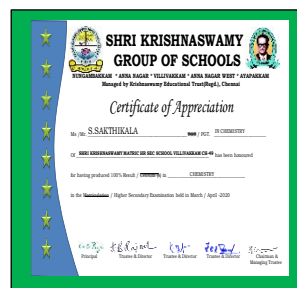 SHRI KRISHNASWAMY
GROUP OF SCHOOLS
NUNGAMBAKKAM * ANNA NAGAR * VILLIVAKKAM * ANNA NAGAR WEST * AYAPAKKAM
Managed by Krishnaswamy Educational Trust(Regd.), Chennai
Certificate of Appreciation
Ms /Mr. S.SAKTHIKALA / PGT. IN CHEMISTRY
Of SHRI KRISHNASWAMY MATRIC HR SEC SCHOOL VILLIVAKKAM CH-49 has been honoured
for having produced 100% Result / in CHEMISTRY
in the Matriculation / Higher Secondary Examination held in March / April -2020
Principal Trustee & Director Trustee & Director Trustee & Director Chairman &
Managing Trustee